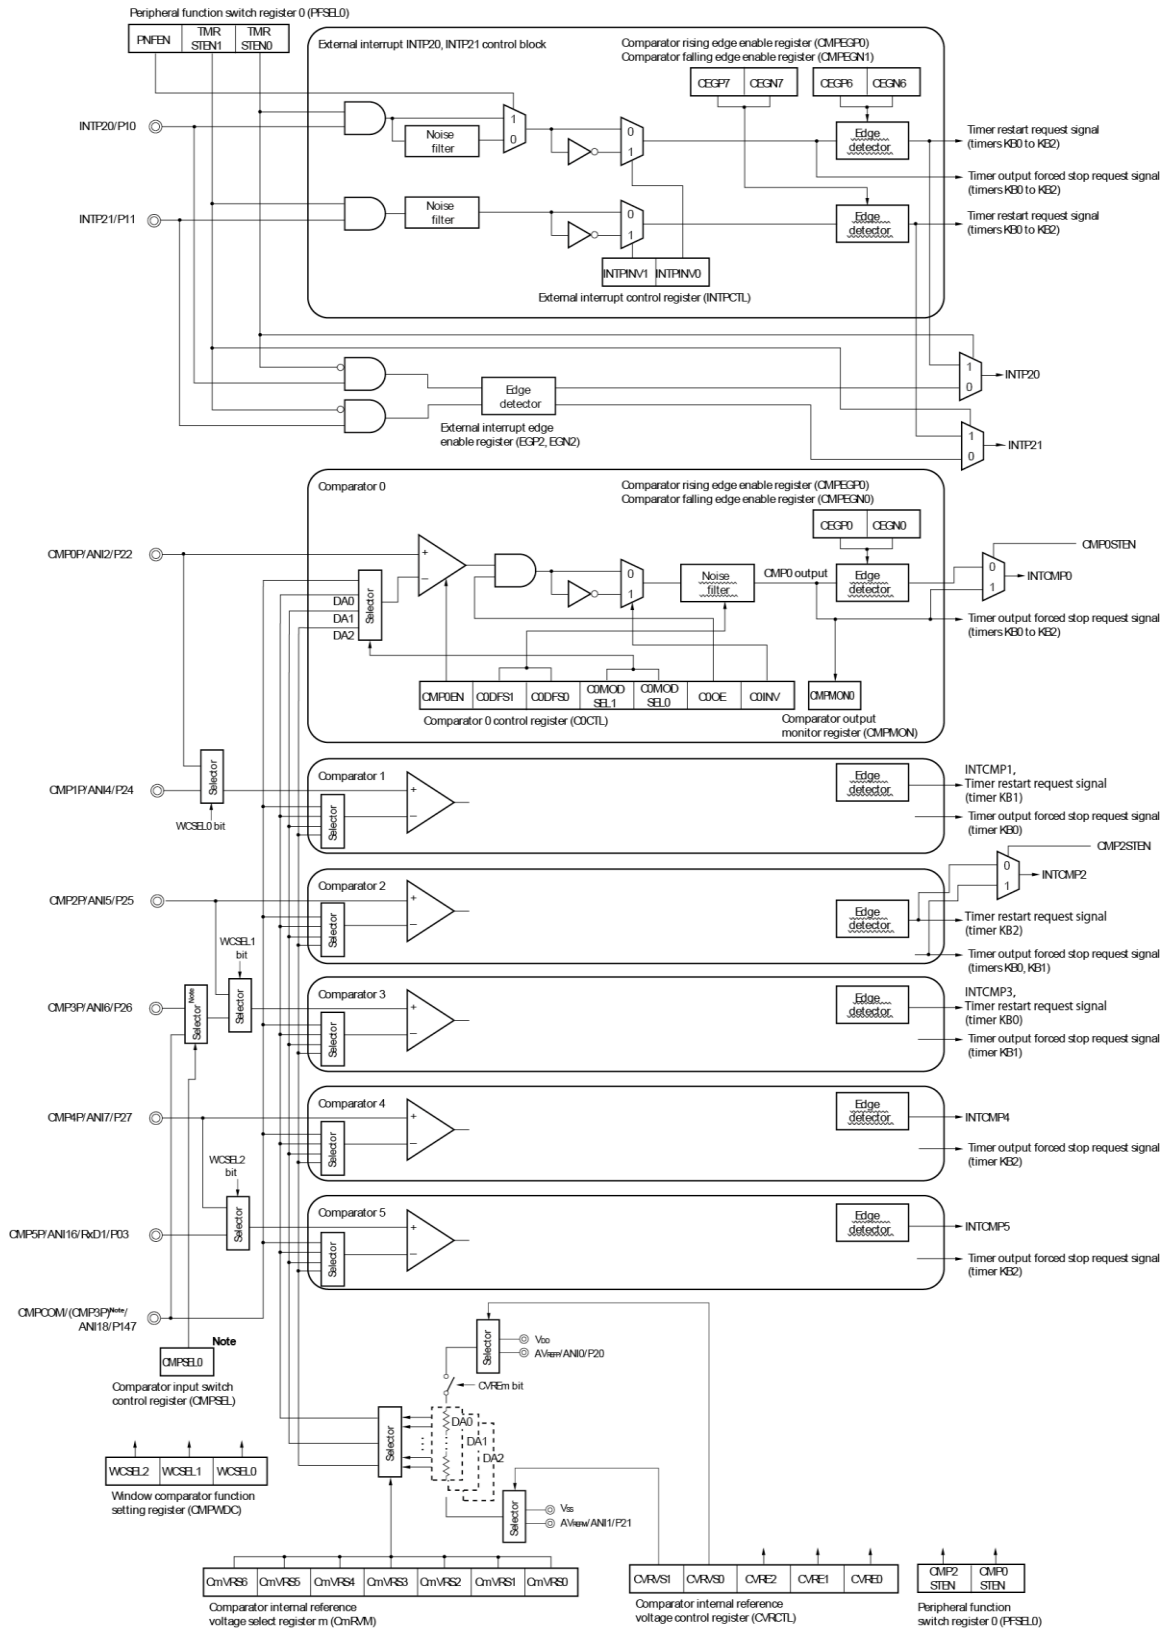 Peripheral function switch register 0 (PFSEL0)
PNFEN
TMR
STEN1
TMR
STEN0
External interrupt INTP20, INTP21 control block
Comparator rising edge enable register (CMPEGP0)
Comparator falling edge enable register (CMPEGN1)
CEGP7
CEGN7
CEGP6
CEGN6
INTP20/P10
Noise
filter
1
0
0
1
Edge
detector
Timer restart request signal
(timers KB0 to KB2)
Timer output forced stop request signal
(timers KB0 to KB2)
INTP21/P11
Noise
filter
0
1
Edge
detector
Timer restart request signal
(timers KB0 to KB2)
INTPINV1
INTPINV0
External interrupt control register (INTPCTL)
1
0
INTP20
Edge
detector
External interrupt edge
enable register (EGP2, EGN2)
1
0
INTP21
Comparator 0
Comparator rising edge enable register (CMPEGP0)
Comparator falling edge enable register (CMPEGN0)
CEGP0
CEGN0
CMP0P/ANI2/P22
+
−
Selector
DA0
DA1
DA2
0
1
Noise
filter
CMP0 output
Edge
detector
CMP0STEN
0
1
INTCMP0
Timer output forced stop request signal
(timers KB0 to KB2)
CMP0EN
C0DFS1
C0DFS0
C0MOD
SEL1
C0MOD
SEL0
C0OE
C0INV
Comparator 0 control register (C0CTL)
CMPMON0
Comparator output
monitor register (CMPMON)
CMP1P/ANI4/P24
Selector
WCSEL0 bit
Comparator 1
Selector
+
−
Edge
detector
INTCMP1,
Timer restart request signal
(timer KB1)
Timer output forced stop request signal
(timer KB0)
CMP2STEN
0
1
INTCMP2
CMP2P/ANI5/P25
Comparator 2
Selector
+
−
Edge
detector
Timer restart request signal
(timer KB2)
Timer output forced stop request signal
(timers KB0, KB1)
WCSEL1
bit
CMP3P/ANI6/P26
Selector Note
Selector
Comparator 3
Selector
+
−
Edge
detector
INTCMP3,
Timer restart request signal
(timer KB0)
Timer output forced stop request signal
(timer KB1)
CMP4P/ANI7/P27
Comparator 4
Selector
+
−
Edge
detector
INTCMP4
Timer output forced stop request signal
(timer KB2)
WCSEL2
bit
CMP5P/ANI16/RxD1/P03
Selector
Comparator 5
Selector
+
−
Edge
detector
INTCMP5
Timer output forced stop request signal
(timer KB2)
CMPCOM/(CMP3P)Note/
ANI18/P147
Note
CMPSEL0
Comparator input switch
control register (CMPSEL)
Selector
VDD
AVREFP/ANI0/P20
CVREm bit
Selector
DA0
DA1
DA2
Selector
VSS
AVREFM/ANI1/P21
WCSEL2
WCSEL1
WCSEL0
Window comparator function
setting register (CMPWDC)
CmVRS6
CmVRS5
CmVRS4
CmVRS3
CmVRS2
CmVRS1
CmVRS0
Comparator internal reference
voltage select register m (CmRVM)
CVRVS1
CVRVS0
CVRE2
CVRE1
CVRE0
Comparator internal reference
voltage control register (CVRCTL)
CMP2
STEN
CMP0
STEN
Peripheral function
switch register 0 (PFSEL0)